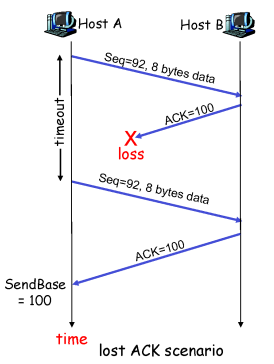 Host A
Host B
Seq=92, 8 bytes data
ACK=100
timeout
X
loss
Seq=92, 8 bytes data
ACK=100
SendBase
= 100
time
lost ACK scenario